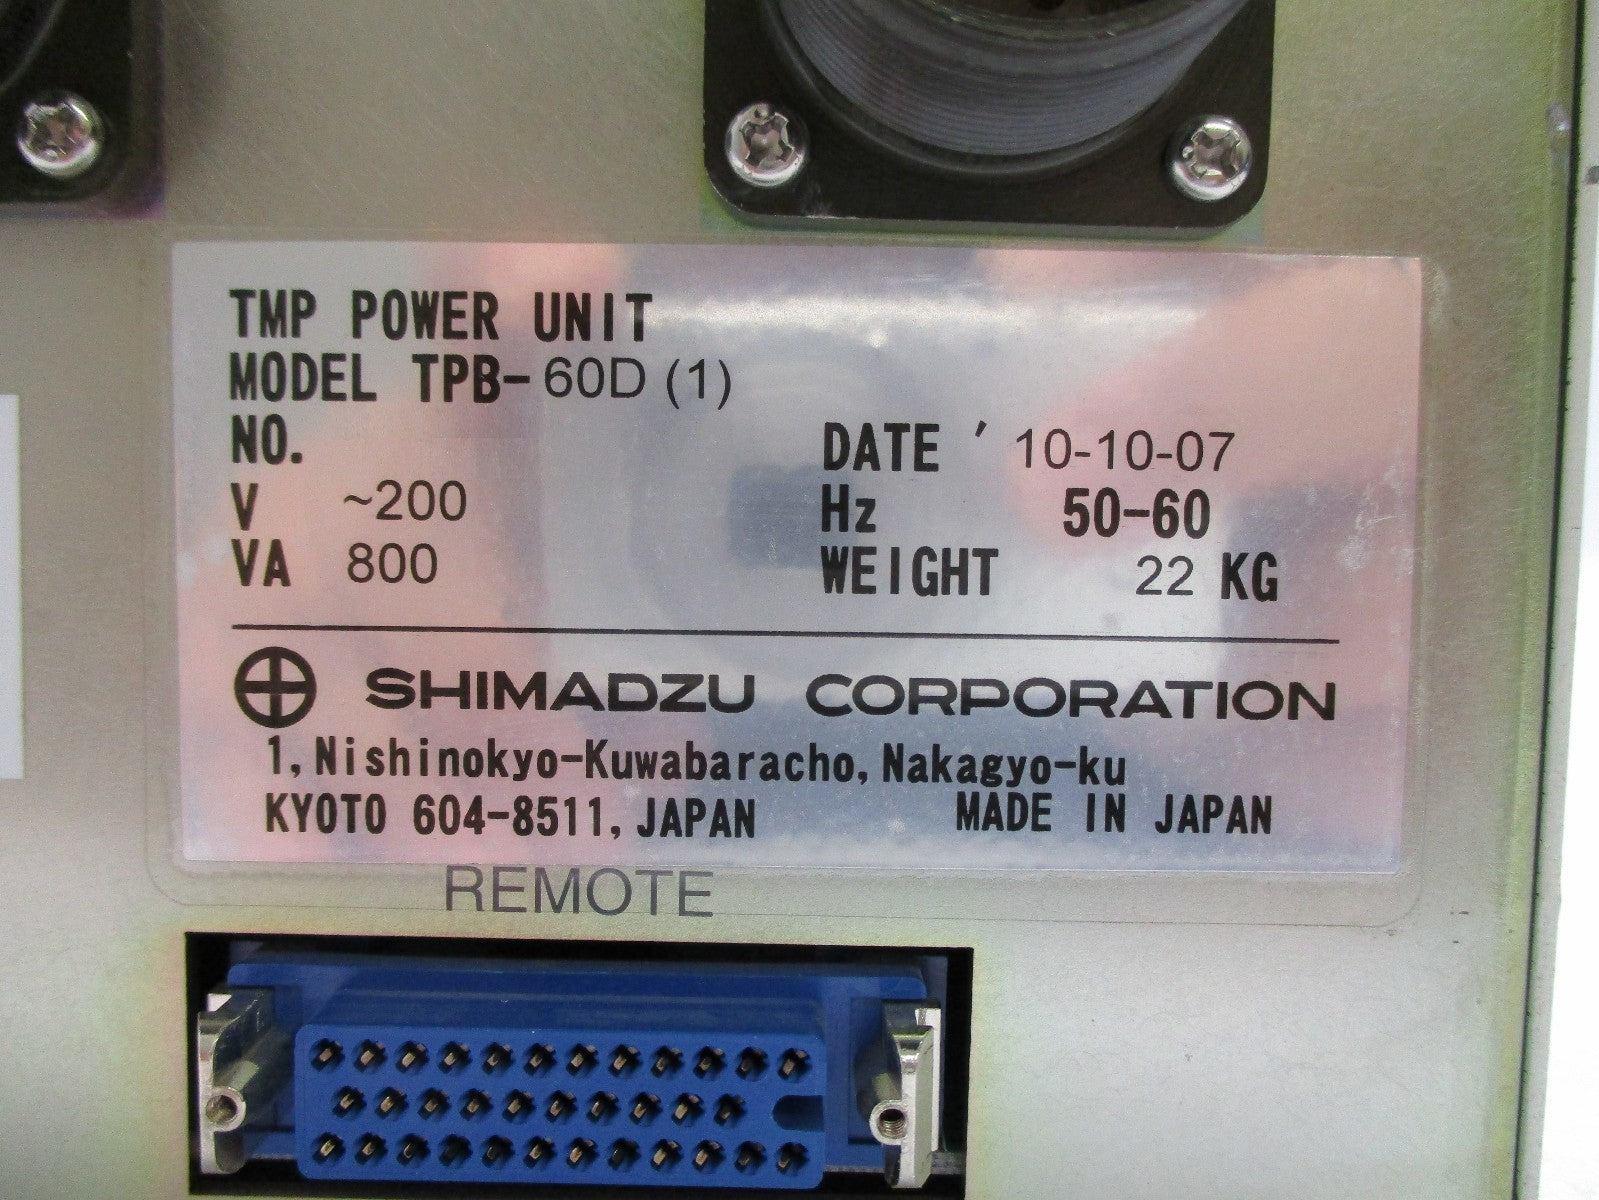 TMP POWER UNIT
MODEL TPB-60D (1)
NO.
DATE '10-10-07
V ~200
Hz 50-60
VA 800
WEIGHT 22 KG
SHIMADZU CORPORATION
1, Nishinokyo-Kuwabaracho, Nakagyo-ku
KYOTO 604-8511, JAPAN MADE IN JAPAN
REMOTE